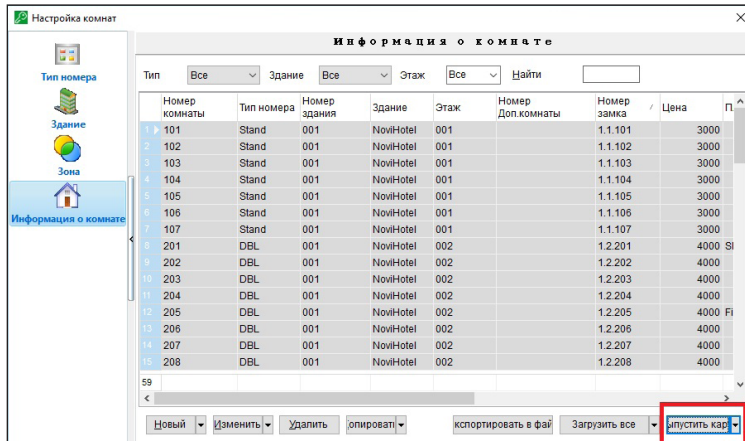 Настройка комнат
Информация о комнате
Тип номера
Здание
Зона
Информация о комнате
Тип Все Здание Все Этаж Все Найти
Номер комнаты Тип номера Номер здания Здание Этаж Номер Доп.комнаты Номер замка Цена П
1 101 Stand 001 NoviHotel 001 1.1.101 3000
2 102 Stand 001 NoviHotel 001 1.1.102 3000
3 103 Stand 001 NoviHotel 001 1.1.103 3000
4 104 Stand 001 NoviHotel 001 1.1.104 3000
5 105 Stand 001 NoviHotel 001 1.1.105 3000
6 106 Stand 001 NoviHotel 001 1.1.106 3000
7 107 Stand 001 NoviHotel 001 1.1.107 3000
8 201 DBL 001 NoviHotel 002 1.2.201 4000
9 202 DBL 001 NoviHotel 002 1.2.202 4000
10 203 DBL 001 NoviHotel 002 1.2.203 4000
11 204 DBL 001 NoviHotel 002 1.2.204 4000
12 205 DBL 001 NoviHotel 002 1.2.205 4000 Fi
13 206 DBL 001 NoviHotel 002 1.2.206 4000
14 207 DBL 001 NoviHotel 002 1.2.207 4000
15 208 DBL 001 NoviHotel 002 1.2.208 4000
59
Новый Изменить Удалить опироват кспортировать в фай Загрузить все ыпустить кар